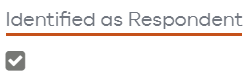 Identified as Respondent